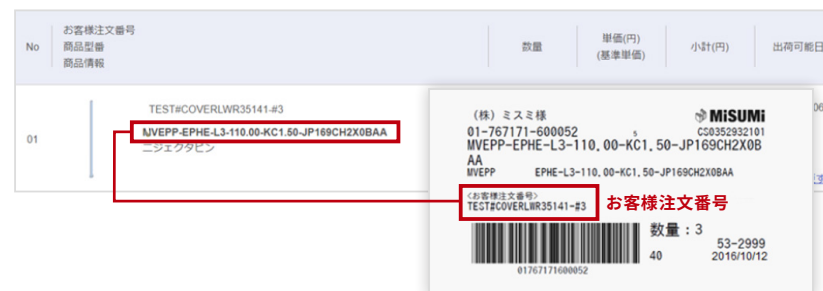 お客様注文番号
No 商品型番 数量 単価(円) 小計(円) 出荷可能日
商品情報 (基準単価)
TEST#COVERLWR35141-#3
01 MVEPP-EPHE-L3-110.00-KC1.50-JP169CH2X0BAA
ニジェクタピン
(株) ミスミ様 MiSUMi
01-767171-600052 s CS0352932101
MVEPP-EPHE-L3-110.00-KC1.50-JP169CH2X0B
AA
MVEPP EPHE-L3-110.00-KC1.50-JP169CH2X0BAA
<お客様注文番号>
TEST#COVERLWR35141-#3 お客様注文番号
数量：3
53-2999
40 2016/10/12
01767171600052